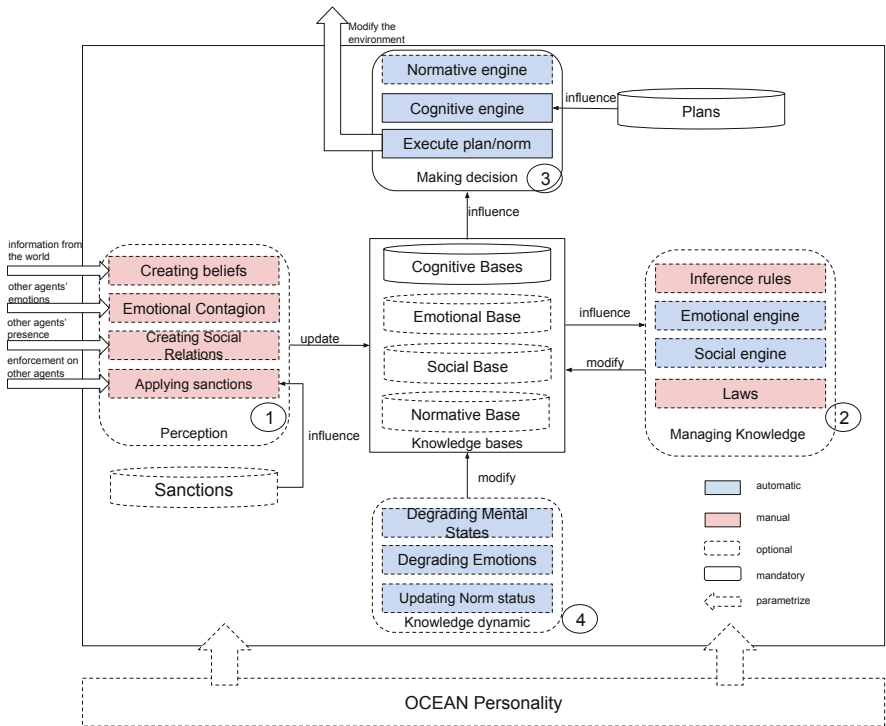 Modify the
environment
Normative engine
Cognitive engine
Execute plan/norm
Making decision
3
influence
Plans
influence
information from
the world
other agents'
emotions
other agents'
presence
enforcement on
other agents
Creating beliefs
Emotional Contagion
Creating Social
Relations
Applying sanctions
1
Perception
update
influence
Sanctions
Cognitive Bases
Emotional Base
Social Base
Normative Base
Knowledge bases
influence
modify
Inference rules
Emotional engine
Social engine
Laws
2
Managing Knowledge
modify
Degrading Mental
States
Degrading Emotions
Updating Norm status
Knowledge dynamic
4
automatic
manual
optional
mandatory
parametrize
OCEAN Personality